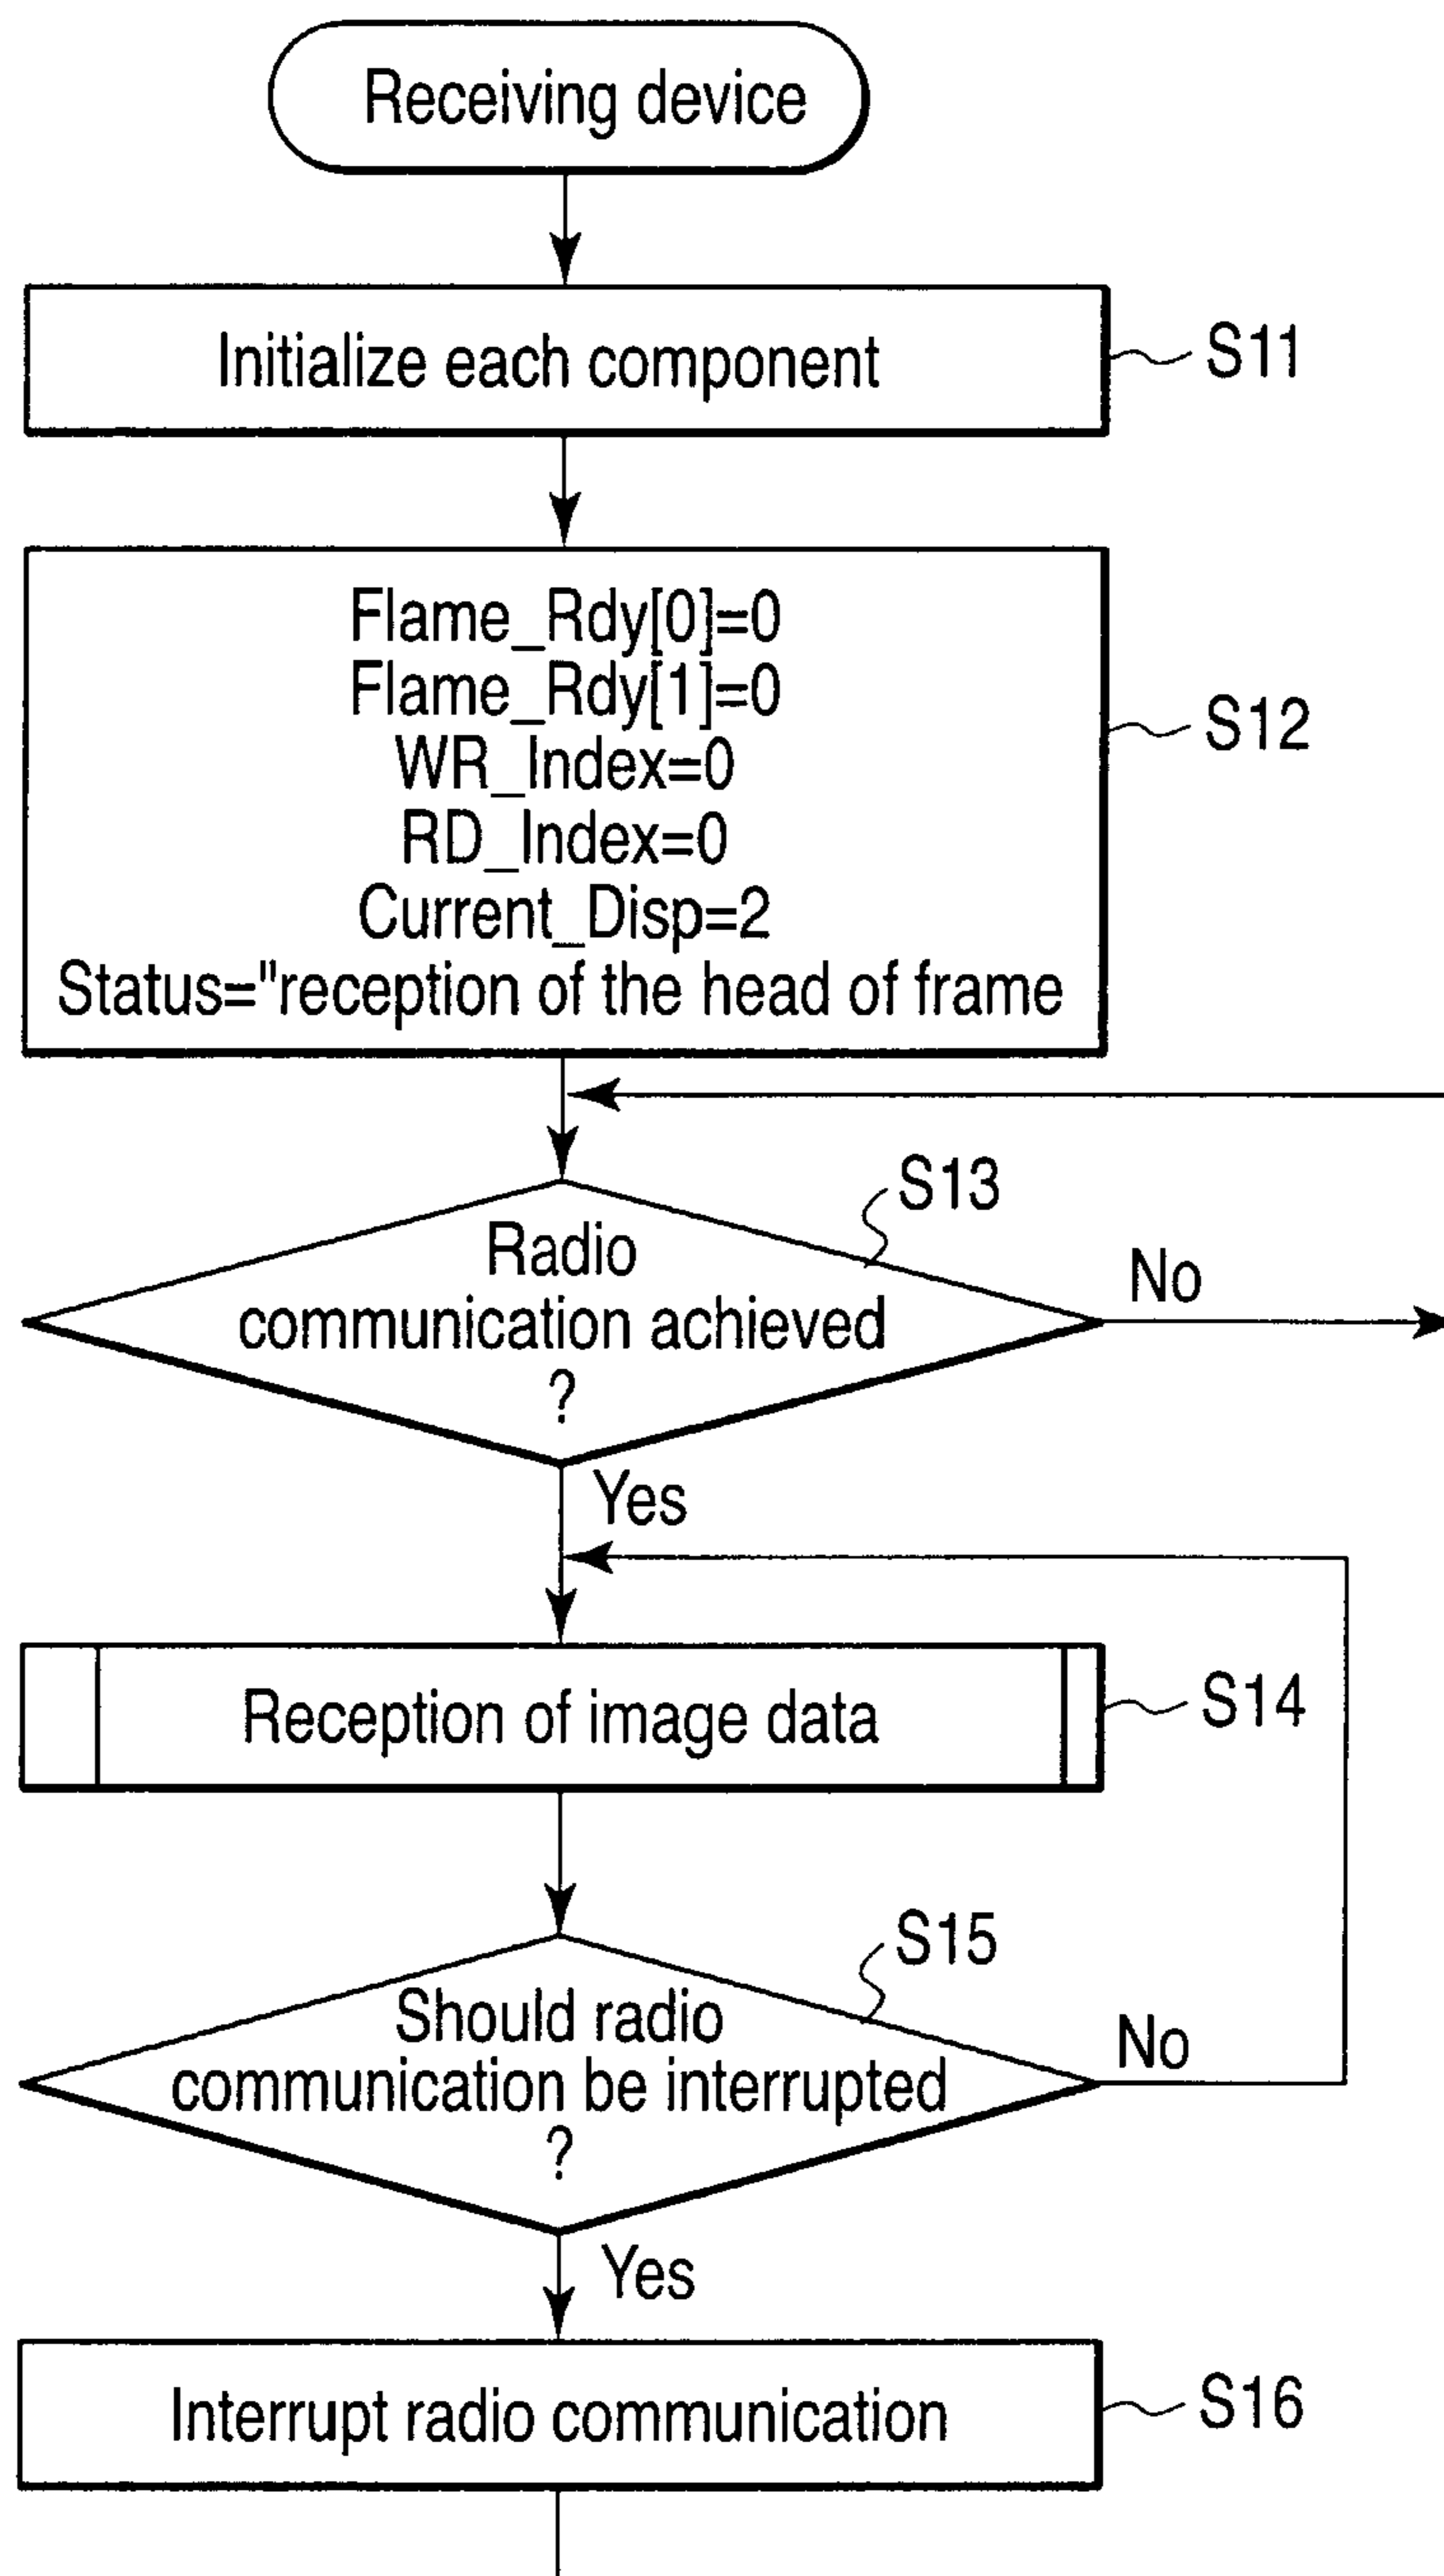 Receiving device
Initialize each component
S11
Flame_Rdy[0]=0
Flame_Rdy[1]=0
WR_Index=0
RD_Index=0
Current_Disp=2
Status="reception of the head of frame
S12
S13
Radio
communication achieved
?
No
Yes
Reception of image data
S14
S15
Should radio
communication be interrupted
?
No
Yes
Interrupt radio communication
S16